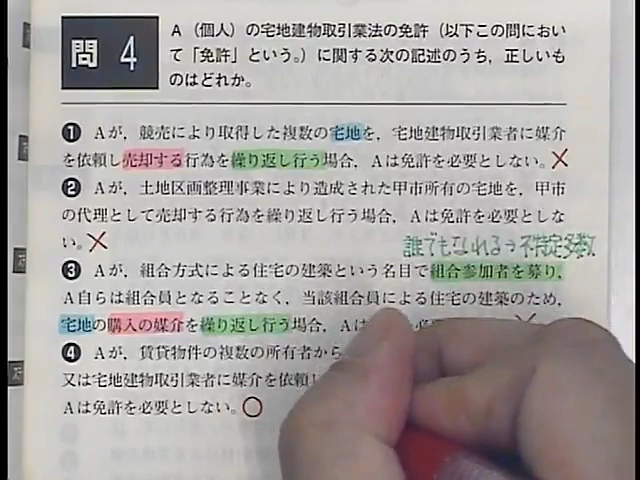 問 4
A（個人）の宅地建物取引業法の免許（以下この問におい
て「免許」という。）に関する次の記述のうち，正しいも
のはどれか。
❶ Aが，競売により取得した複数の宅地を，宅地建物取引業者に媒介
を依頼し売却する行為を繰り返し行う場合，Aは免許を必要としない。×
❷ Aが，土地区画整理事業により造成された甲市所有の宅地を，甲市
の代理として売却する行為を繰り返し行う場合，Aは免許を必要としな
い。×
誰でもなれる→不特定多数
❸ Aが，組合方式による住宅の建築という名目で組合参加者を募り，
A自らは組合員となることなく，当該組合員による住宅の建築のため，
宅地の購入の媒介を繰り返し行う場合，Aは
❹ Aが，賃貸物件の複数の所有者から
又は宅地建物取引業者に媒介を依頼し
Aは免許を必要としない。○